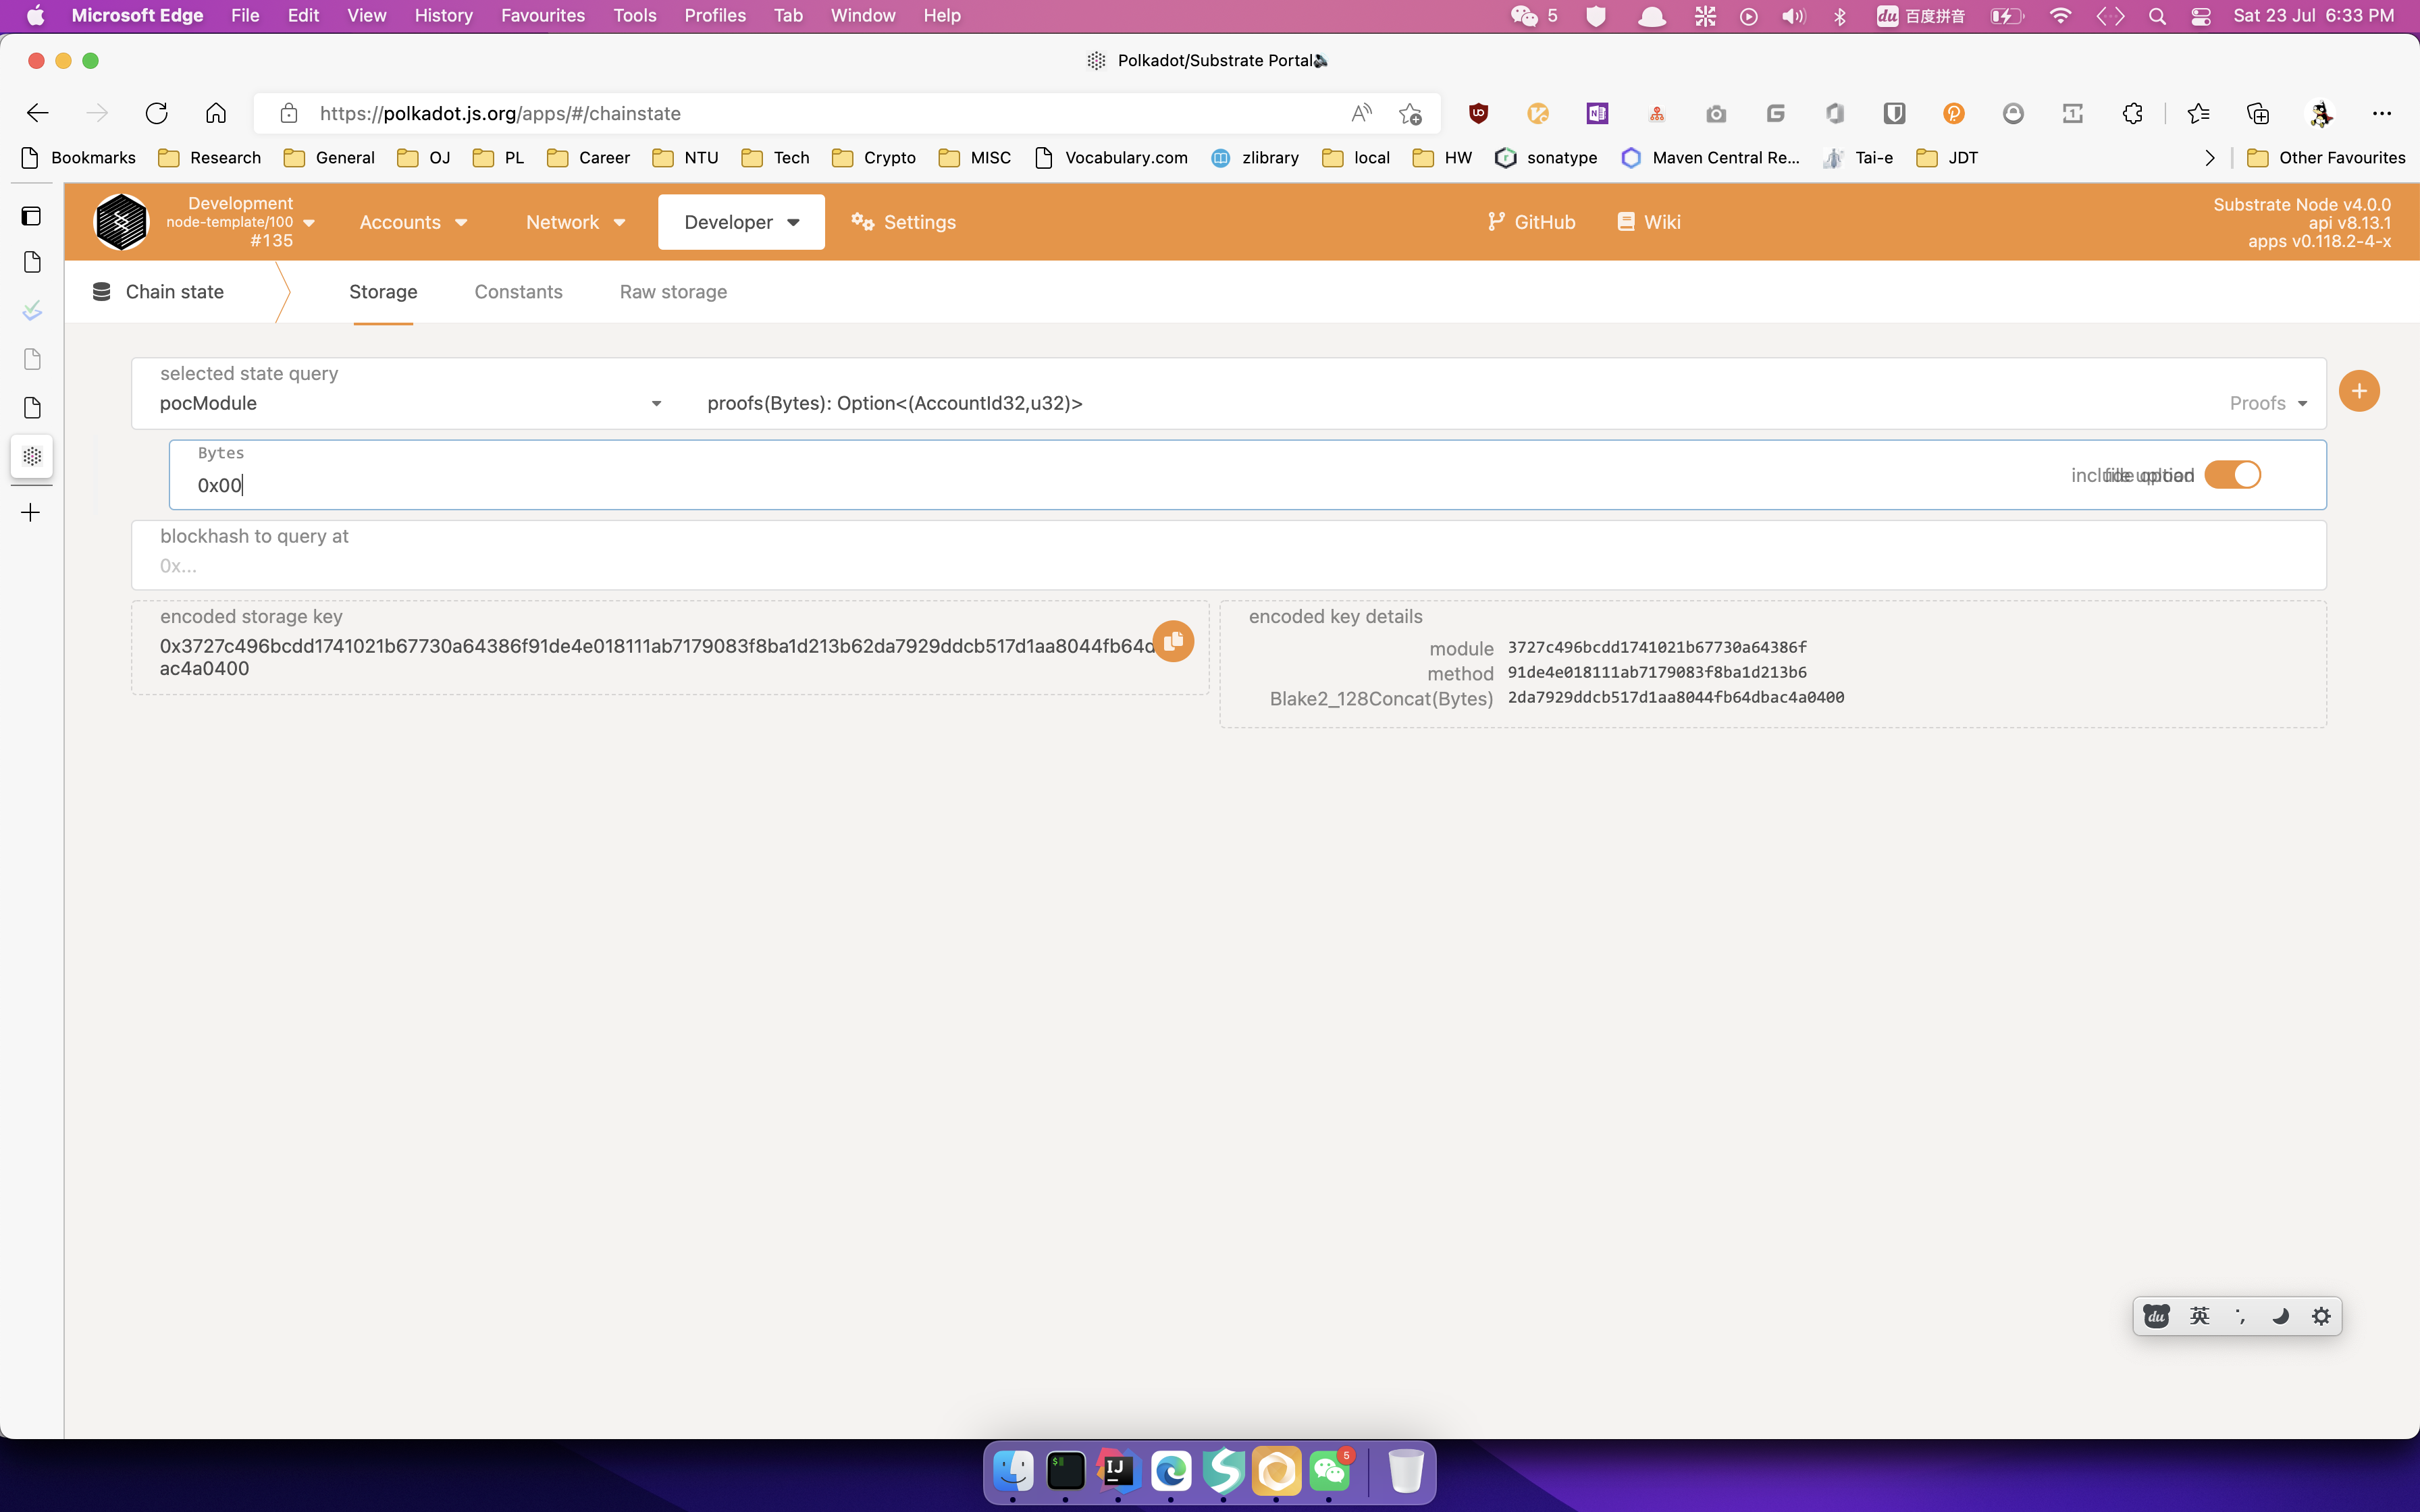 Microsoft Edge File Edit View History Favourites Tools Profiles Tab Window Help 5 du 百度拼音 Sat 23 Jul 6:33 PM
Polkadot/Substrate Portal
https://polkadot.js.org/apps/#/chainstate
Bookmarks Research General OJ PL Career NTU Tech Crypto MISC Vocabulary.com zlibrary local HW sonatype Maven Central Re... Tai-e JDT Other Favourites
Development
node-template/100
#135
Accounts Network Developer Settings GitHub Wiki
Substrate Node v4.0.0
api v8.13.1
apps v0.118.2-4-x
Chain state Storage Constants Raw storage
selected state query
pocModule proofs(Bytes): Option<(AccountId32,u32)> Proofs
Bytes
0x00
include option
file upload
blockhash to query at
0x...
encoded storage key
0x3727c496bcdd1741021b67730a64386f91de4e018111ab7179083f8ba1d213b62da7929ddcb517d1aa8044fb64d
ac4a0400
encoded key details
module 3727c496bcdd1741021b67730a64386f
method 91de4e018111ab7179083f8ba1d213b6
Blake2_128Concat(Bytes) 2da7929ddcb517d1aa8044fb64dbac4a0400
du 英
$
IJ
5